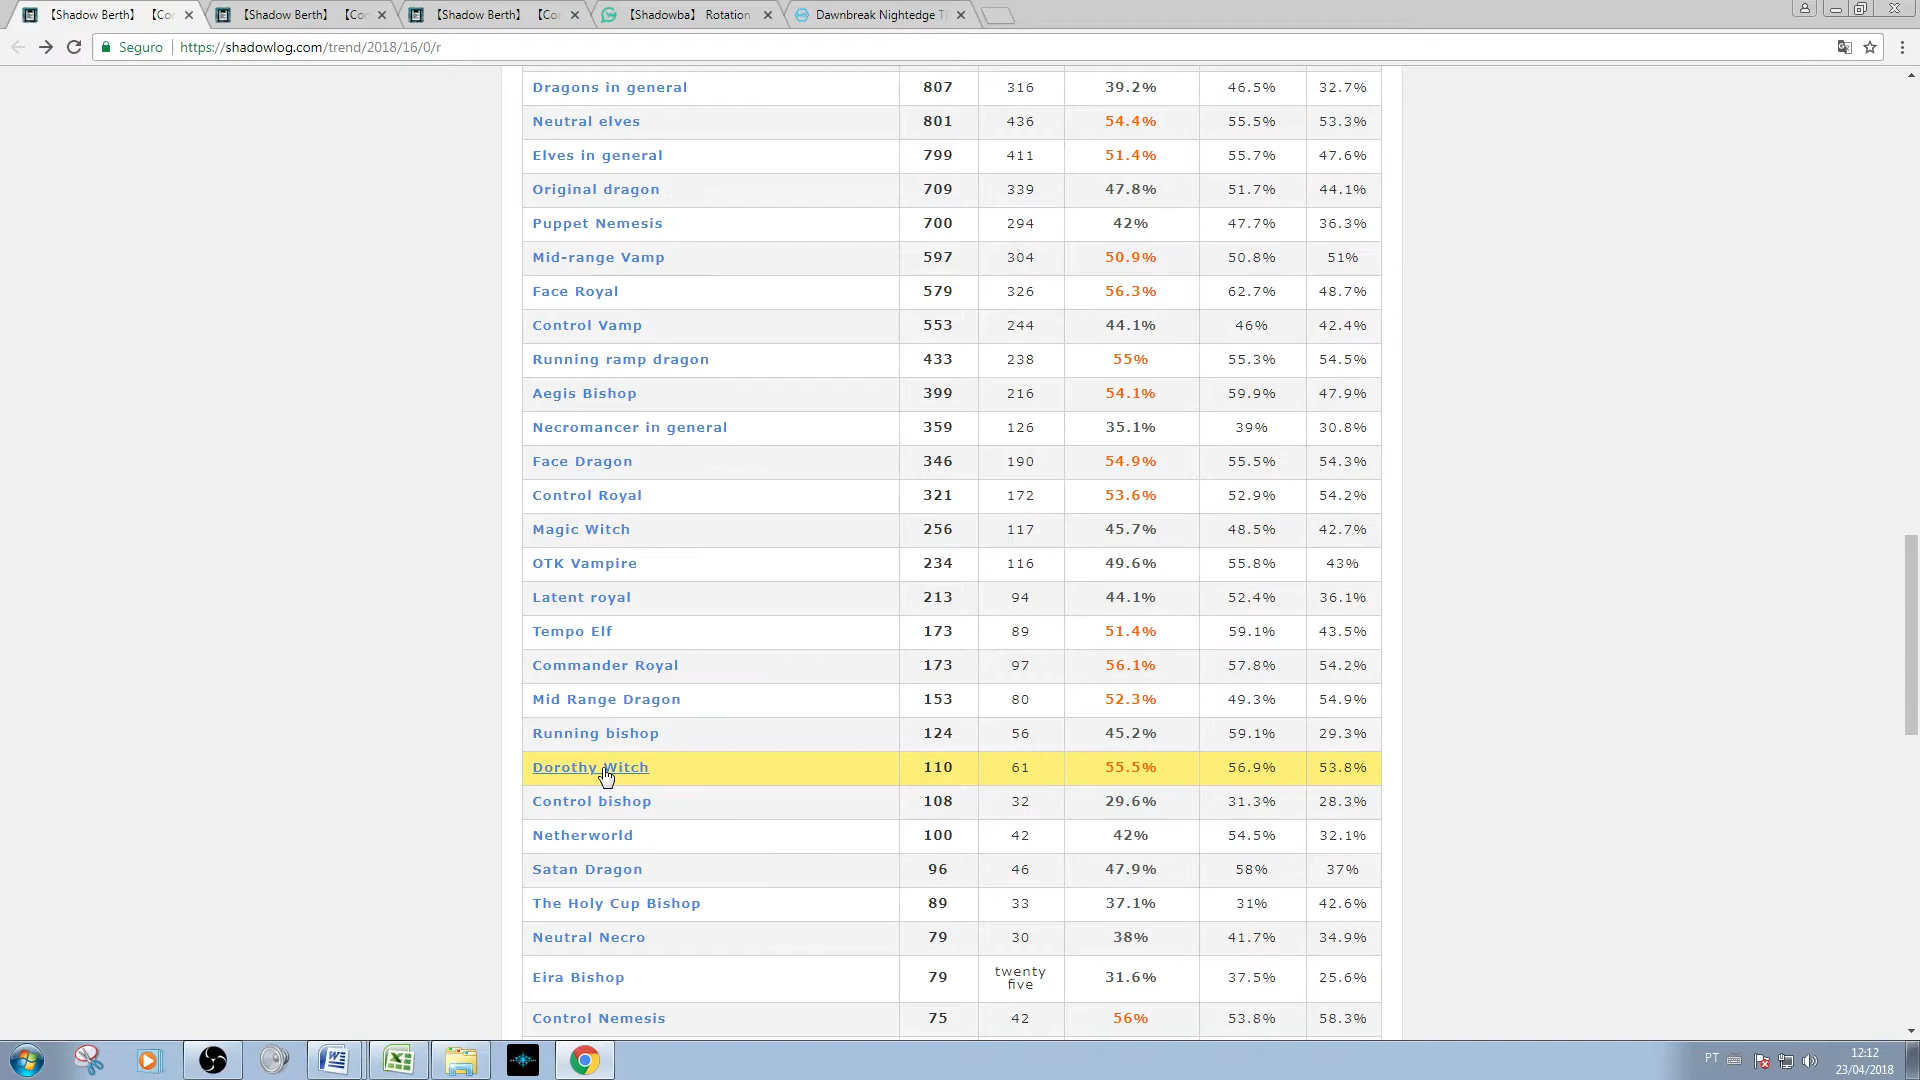 【Shadow Berth】 【Co
【Shadow Berth】 【Co
【Shadow Berth】 【Co
【Shadowba】 Rotation
Dawnbreak Nightedge T
Seguro https://shadowlog.com/trend/2018/16/0/r
Dragons in general 807 316 39.2% 46.5% 32.7%
Neutral elves 801 436 54.4% 55.5% 53.3%
Elves in general 799 411 51.4% 55.7% 47.6%
Original dragon 709 339 47.8% 51.7% 44.1%
Puppet Nemesis 700 294 42% 47.7% 36.3%
Mid-range Vamp 597 304 50.9% 50.8% 51%
Face Royal 579 326 56.3% 62.7% 48.7%
Control Vamp 553 244 44.1% 46% 42.4%
Running ramp dragon 433 238 55% 55.3% 54.5%
Aegis Bishop 399 216 54.1% 59.9% 47.9%
Necromancer in general 359 126 35.1% 39% 30.8%
Face Dragon 346 190 54.9% 55.5% 54.3%
Control Royal 321 172 53.6% 52.9% 54.2%
Magic Witch 256 117 45.7% 48.5% 42.7%
OTK Vampire 234 116 49.6% 55.8% 43%
Latent royal 213 94 44.1% 52.4% 36.1%
Tempo Elf 173 89 51.4% 59.1% 43.5%
Commander Royal 173 97 56.1% 57.8% 54.2%
Mid Range Dragon 153 80 52.3% 49.3% 54.9%
Running bishop 124 56 45.2% 59.1% 29.3%
Dorothy Witch 110 61 55.5% 56.9% 53.8%
Control bishop 108 32 29.6% 31.3% 28.3%
Netherworld 100 42 42% 54.5% 32.1%
Satan Dragon 96 46 47.9% 58% 37%
The Holy Cup Bishop 89 33 37.1% 31% 42.6%
Neutral Necro 79 30 38% 41.7% 34.9%
Eira Bishop 79 twenty five 31.6% 37.5% 25.6%
Control Nemesis 75 42 56% 53.8% 58.3%
PT
12:12
23/04/2018